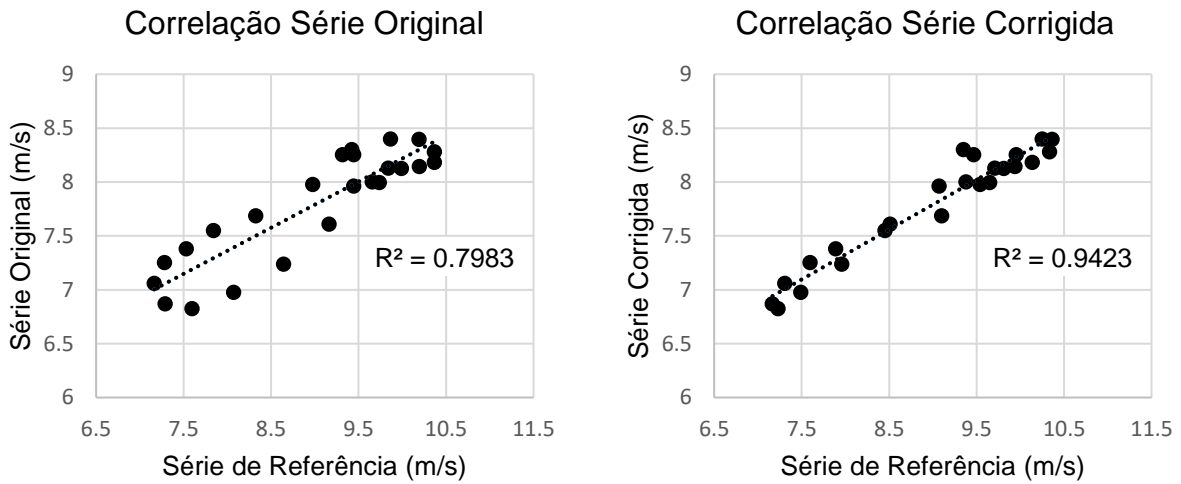 Correlação Série Original
Série Original (m/s)
9
8.5
8
7.5
7
6.5
6
R² = 0.7983
6.5 7.5 8.5 9.5 10.5 11.5
Série de Referência (m/s)
Correlação Série Corrigida
Série Corrigida (m/s)
9
8.5
8
7.5
7
6.5
6
R² = 0.9423
6.5 7.5 8.5 9.5 10.5 11.5
Série de Referência (m/s)